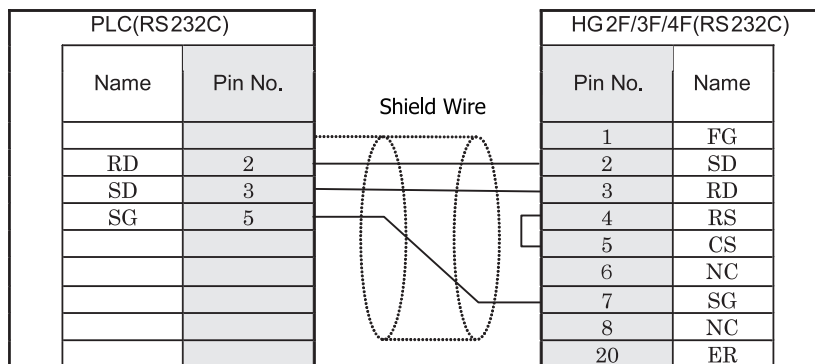 PLC(RS232C) HG2F/3F/4F(RS232C)
Name Pin No. Pin No. Name
Shield Wire
1 FG
RD 2 2 SD
SD 3 3 RD
SG 5 4 RS
5 CS
6 NC
7 SG
8 NC
20 ER